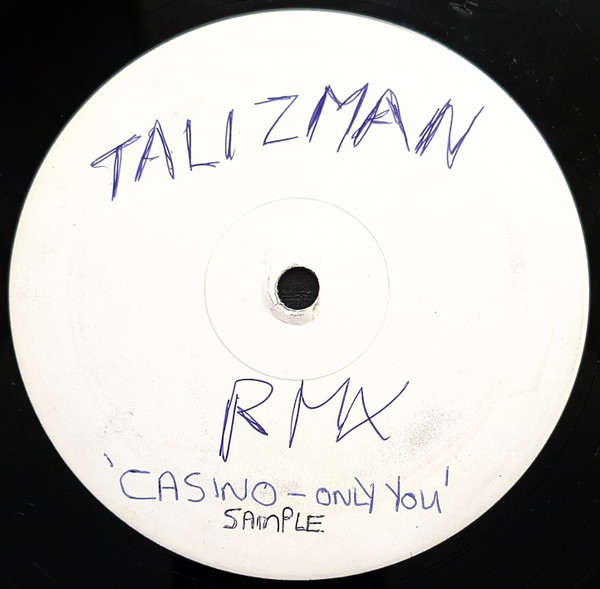 TALIZMAN
RMX
'CASINO - ONLY YOU'
SAMPLE